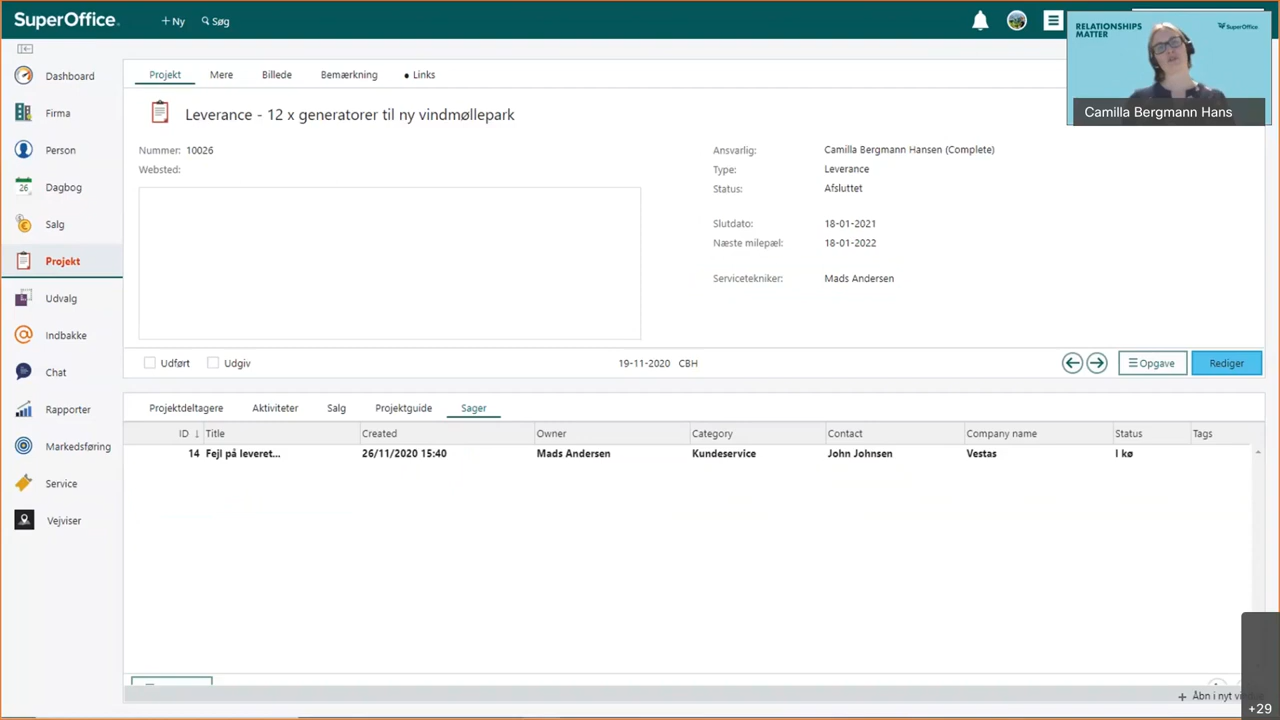 SuperOffice.
+ Ny
Søg
RELATIONSHIPS
MATTER
SuperOffice
Camilla Bergmann Hans
Dashboard
Firma
Person
26
Dagbog
Salg
Projekt
Udvalg
Indbakke
Chat
Rapporter
Markedsføring
Service
Vejviser
Projekt
Mere
Billede
Bemærkning
● Links
Leverance - 12 x generatorer til ny vindmøllepark
Nummer: 10026
Websted:
Ansvarlig: Camilla Bergmann Hansen (Complete)
Type: Leverance
Status: Afsluttet
Slutdato: 18-01-2021
Næste milepæl: 18-01-2022
Servicetekniker: Mads Andersen
Udført
Udgiv
19-11-2020 CBH
Opgave
Rediger
Projektdeltagere
Aktiviteter
Salg
Projektguide
Sager
ID ↓ Title Created Owner Category Contact Company name Status Tags
14 Fejl på leveret... 26/11/2020 15:40 Mads Andersen Kundeservice John Johnsen Vestas I kø
+ Åbn i nyt
+29